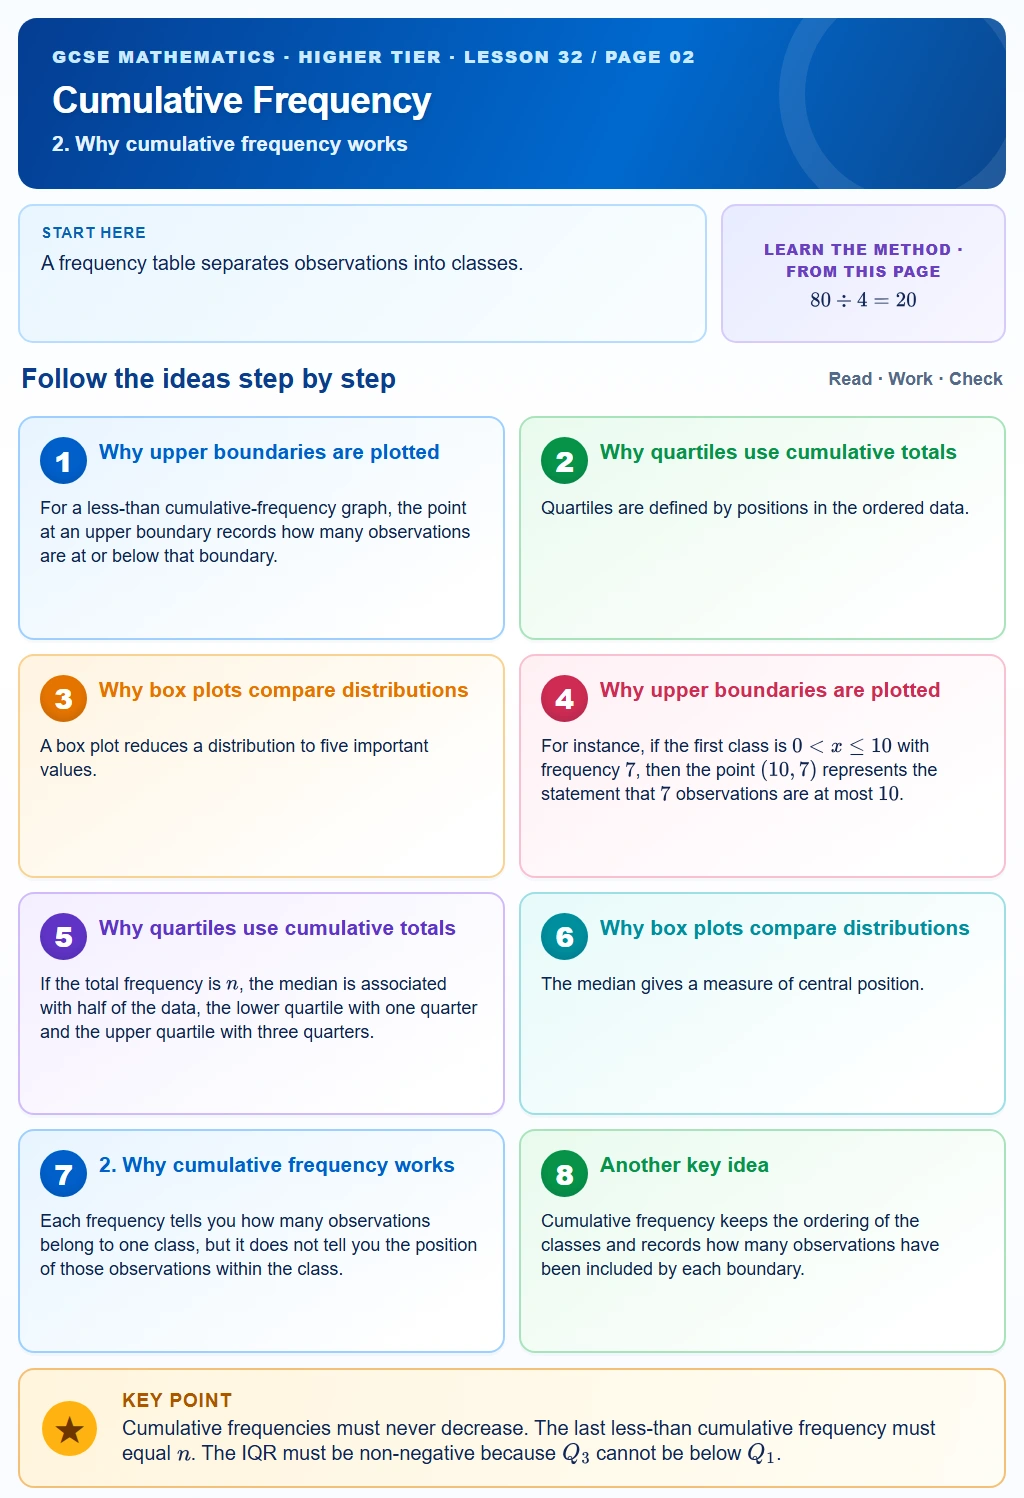 GCSE MATHEMATICS · HIGHER TIER · LESSON 32 / PAGE 02
Cumulative Frequency
2. Why cumulative frequency works
START HERE
A frequency table separates observations into classes.
LEARN THE METHOD ·
FROM THIS PAGE
80 ÷ 4 = 20
Follow the ideas step by step
Read · Work · Check
1 Why upper boundaries are plotted
For a less-than cumulative-frequency graph, the point
at an upper boundary records how many observations
are at or below that boundary.
2 Why quartiles use cumulative totals
Quartiles are defined by positions in the ordered data.
3 Why box plots compare distributions
A box plot reduces a distribution to five important
values.
4 Why upper boundaries are plotted
For instance, if the first class is 0 < x ≤ 10 with
frequency 7, then the point (10, 7) represents the
statement that 7 observations are at most 10.
5 Why quartiles use cumulative totals
If the total frequency is n, the median is associated
with half of the data, the lower quartile with one quarter
and the upper quartile with three quarters.
6 Why box plots compare distributions
The median gives a measure of central position.
7 2. Why cumulative frequency works
Each frequency tells you how many observations
belong to one class, but it does not tell you the position
of those observations within the class.
8 Another key idea
Cumulative frequency keeps the ordering of the
classes and records how many observations have
been included by each boundary.
KEY POINT
Cumulative frequencies must never decrease. The last less-than cumulative frequency must
equal n. The IQR must be non-negative because Q₃ cannot be below Q₁.